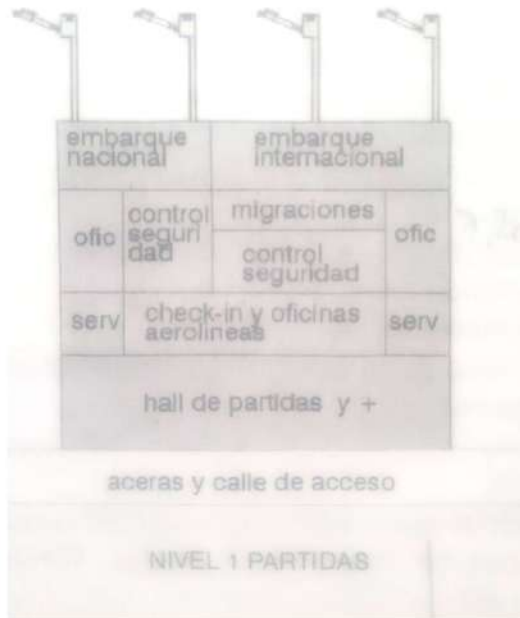 embarque
nacional
embarque
internacional
ofic
control
seguri
dad
migraciones
control
seguridad
ofic
serv
check-in y oficinas
aerolineas
serv
hall de partidas y +
aceras y calle de acceso
NIVEL 1 PARTIDAS